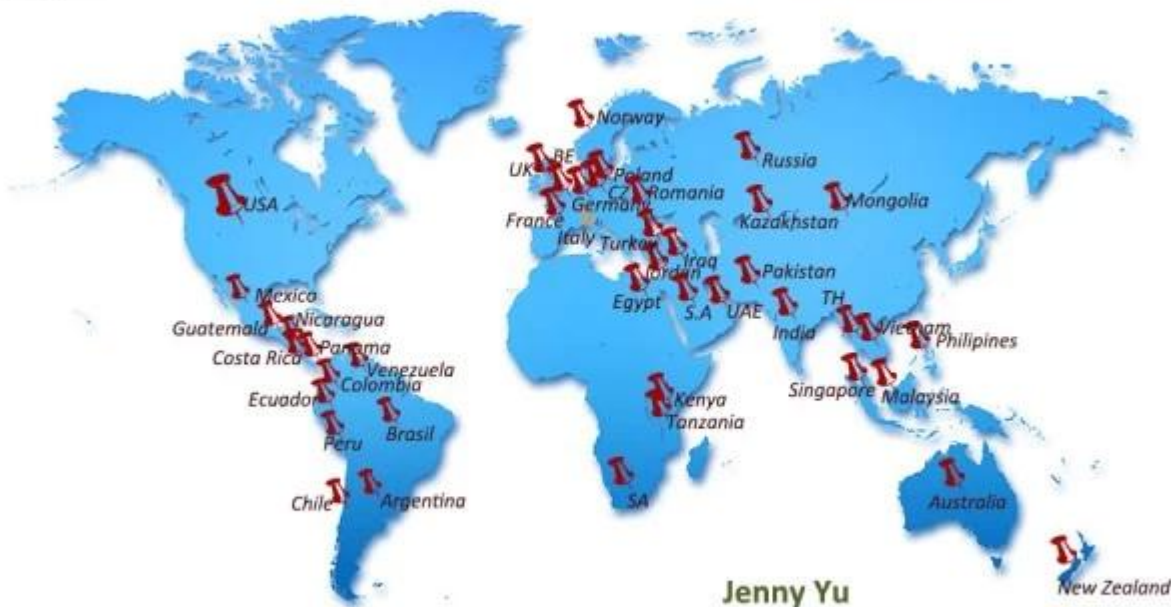 Norway
UK
BE
Poland
Russia
CZ
Romania
USA
Germany
Kazakhstan
Mongolia
France
Italy
Turkey
Iraq
Jordan
Pakistan
Egypt
S.A
UAE
TH
India
Vietnam
Philipines
Mexico
Guatemala
Nicaragua
Costa Rica
Panama
Venezuela
Colombia
Ecuador
Singapore
Malaysia
Kenya
Tanzania
Peru
Brasil
Chile
Argentina
SA
Australia
New Zealand
Jenny Yu